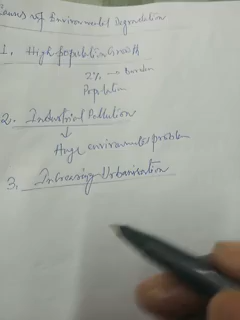 Causes of Environmental Degradation
1. High population Growth
2% → Burden
Population
2. Industrial Pollution
↓
Huge environmental problem
3. Increasing Urbanisation